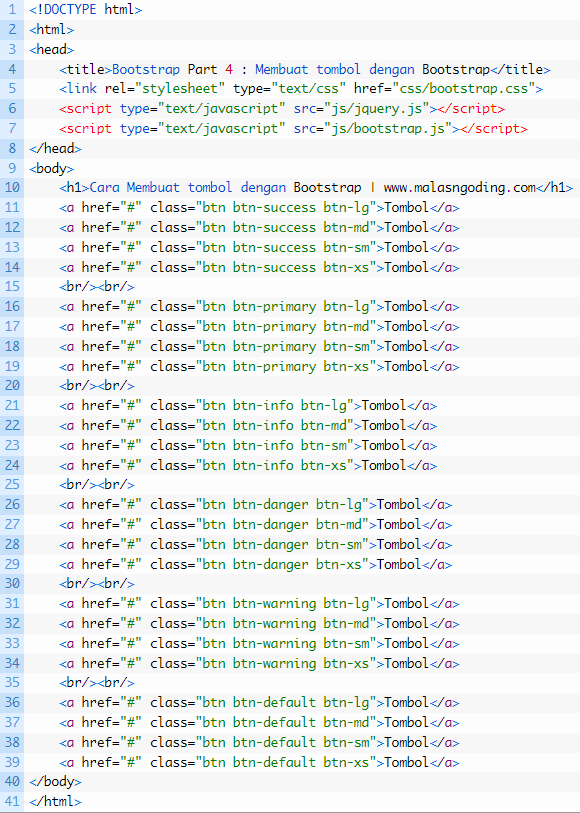 1 <!DOCTYPE html>
2 <html>
3 <head>
4     <title>Bootstrap Part 4 : Membuat tombol dengan Bootstrap</title>
5     <link rel="stylesheet" type="text/css" href="css/bootstrap.css">
6     <script type="text/javascript" src="js/jquery.js"></script>
7     <script type="text/javascript" src="js/bootstrap.js"></script>
8 </head>
9 <body>
10     <h1>Cara Membuat tombol dengan Bootstrap | www.malasngoding.com</h1>
11     <a href="#" class="btn btn-success btn-lg">Tombol</a>
12     <a href="#" class="btn btn-success btn-md">Tombol</a>
13     <a href="#" class="btn btn-success btn-sm">Tombol</a>
14     <a href="#" class="btn btn-success btn-xs">Tombol</a>
15     <br/><br/>
16     <a href="#" class="btn btn-primary btn-lg">Tombol</a>
17     <a href="#" class="btn btn-primary btn-md">Tombol</a>
18     <a href="#" class="btn btn-primary btn-sm">Tombol</a>
19     <a href="#" class="btn btn-primary btn-xs">Tombol</a>
20     <br/><br/>
21     <a href="#" class="btn btn-info btn-lg">Tombol</a>
22     <a href="#" class="btn btn-info btn-md">Tombol</a>
23     <a href="#" class="btn btn-info btn-sm">Tombol</a>
24     <a href="#" class="btn btn-info btn-xs">Tombol</a>
25     <br/><br/>
26     <a href="#" class="btn btn-danger btn-lg">Tombol</a>
27     <a href="#" class="btn btn-danger btn-md">Tombol</a>
28     <a href="#" class="btn btn-danger btn-sm">Tombol</a>
29     <a href="#" class="btn btn-danger btn-xs">Tombol</a>
30     <br/><br/>
31     <a href="#" class="btn btn-warning btn-lg">Tombol</a>
32     <a href="#" class="btn btn-warning btn-md">Tombol</a>
33     <a href="#" class="btn btn-warning btn-sm">Tombol</a>
34     <a href="#" class="btn btn-warning btn-xs">Tombol</a>
35     <br/><br/>
36     <a href="#" class="btn btn-default btn-lg">Tombol</a>
37     <a href="#" class="btn btn-default btn-md">Tombol</a>
38     <a href="#" class="btn btn-default btn-sm">Tombol</a>
39     <a href="#" class="btn btn-default btn-xs">Tombol</a>
40 </body>
41 </html>